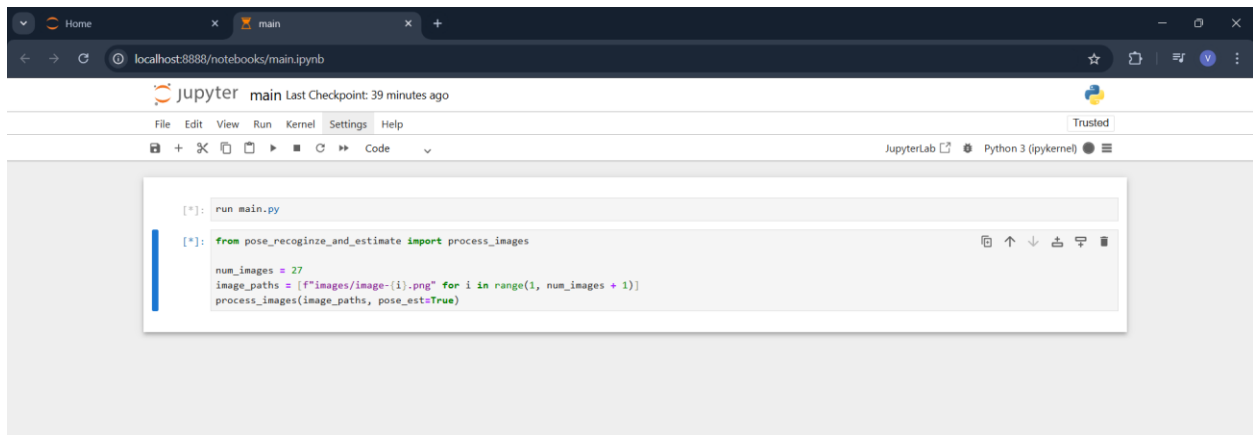 Home
main
localhost:8888/notebooks/main.ipynb
V
jupyter main Last Checkpoint: 39 minutes ago
File Edit View Run Kernel Settings Help
Trusted
Code
JupyterLab
Python 3 (ipykernel)
[*]: run main.py
[*]: from pose_recoginze_and_estimate import process_images
num_images = 27
image_paths = [f"images/image-{i}.png" for i in range(1, num_images + 1)]
process_images(image_paths, pose_est=True)